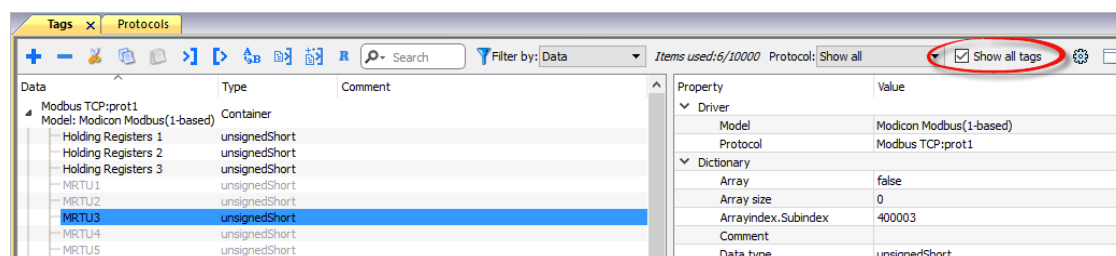 Tags x Protocols
AB R Search Filter by: Data Items used:6/10000 Protocol: Show all Show all tags
Data Type Comment Property Value
Modbus TCP:prot1
Model: Modicon Modbus(1-based) Container
Holding Registers 1 unsignedShort
Holding Registers 2 unsignedShort
Holding Registers 3 unsignedShort
MRTU1 unsignedShort
MRTU2 unsignedShort
MRTU3 unsignedShort
MRTU4 unsignedShort
MRTU5 unsignedShort
Driver
Model Modicon Modbus(1-based)
Protocol Modbus TCP:prot1
Dictionary
Array false
Array size 0
Arrayindex.Subindex 400003
Comment
Data type unsignedShort